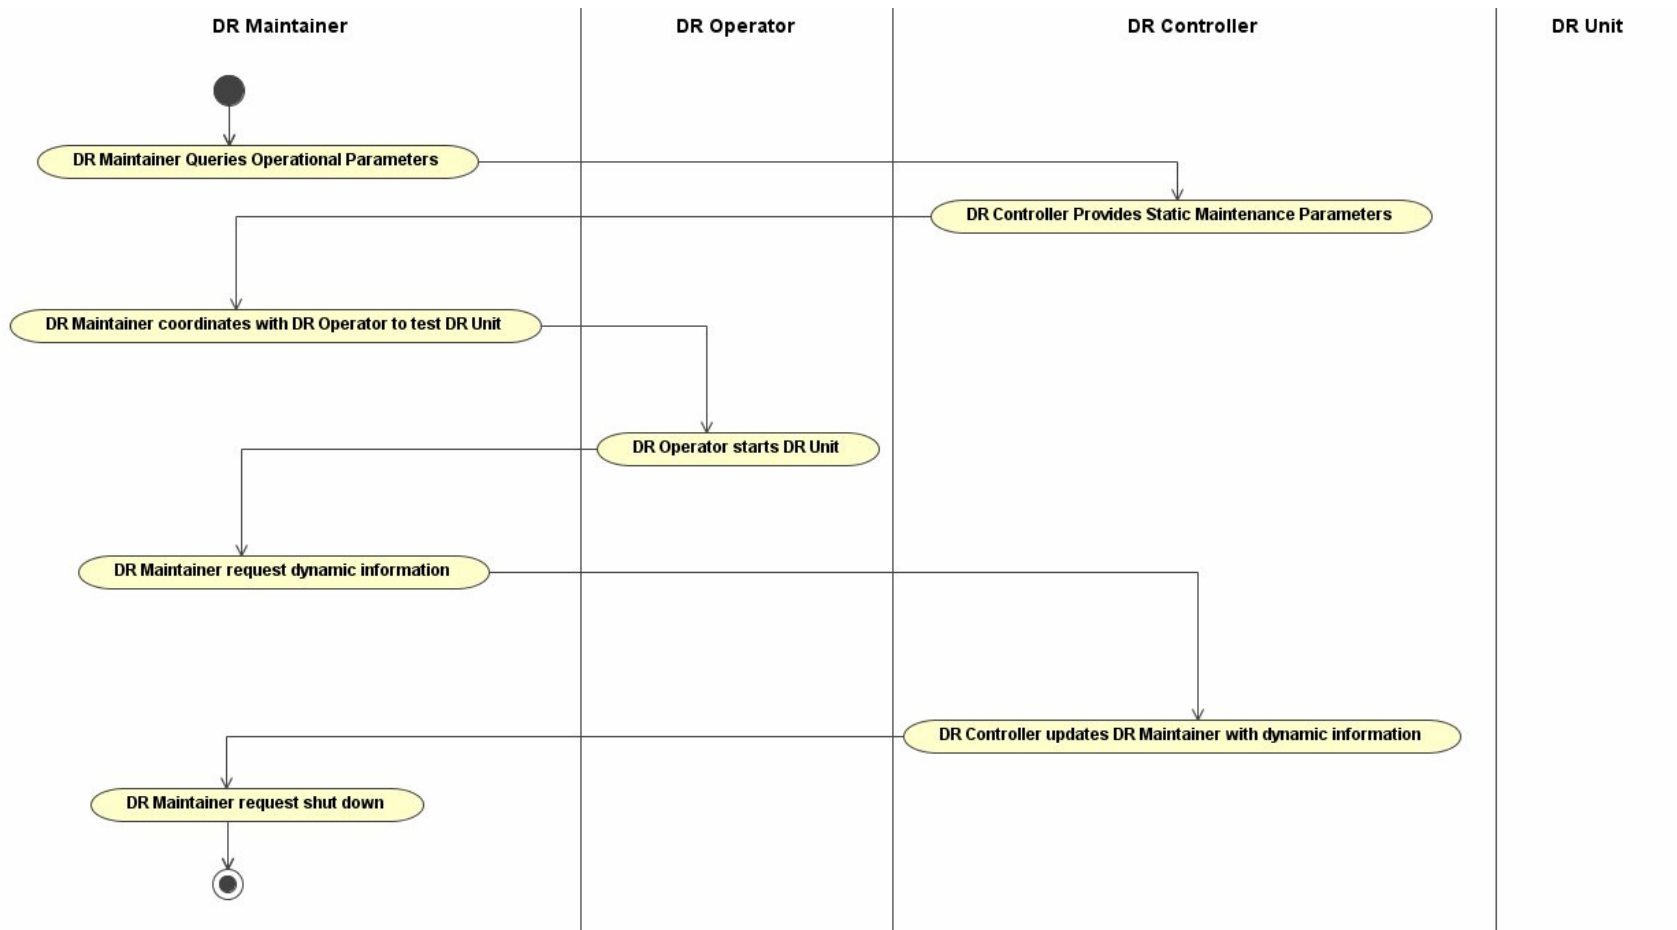 DR Maintainer
DR Operator
DR Controller
DR Unit
DR Maintainer Queries Operational Parameters
DR Controller Provides Static Maintenance Parameters
DR Maintainer coordinates with DR Operator to test DR Unit
DR Operator starts DR Unit
DR Maintainer request dynamic information
DR Controller updates DR Maintainer with dynamic information
DR Maintainer request shut down